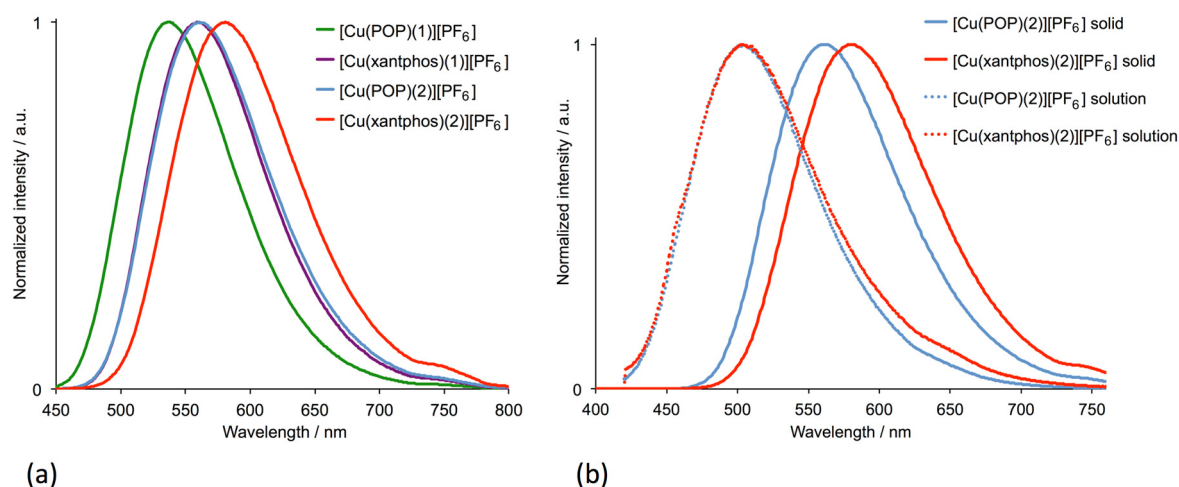 1
[Cu(POP)(1)][PF6]
[Cu(xantphos)(1)][PF6]
[Cu(POP)(2)][PF6]
[Cu(xantphos)(2)][PF6]
Normalized intensity / a.u.
0
450 500 550 600 650 700 750 800
Wavelength / nm
(a)
[Cu(POP)(2)][PF6] solid
[Cu(xantphos)(2)][PF6] solid
[Cu(POP)(2)][PF6] solution
[Cu(xantphos)(2)][PF6] solution
1
Normalized intensity / a.u.
0
400 450 500 550 600 650 700 750
Wavelength / nm
(b)